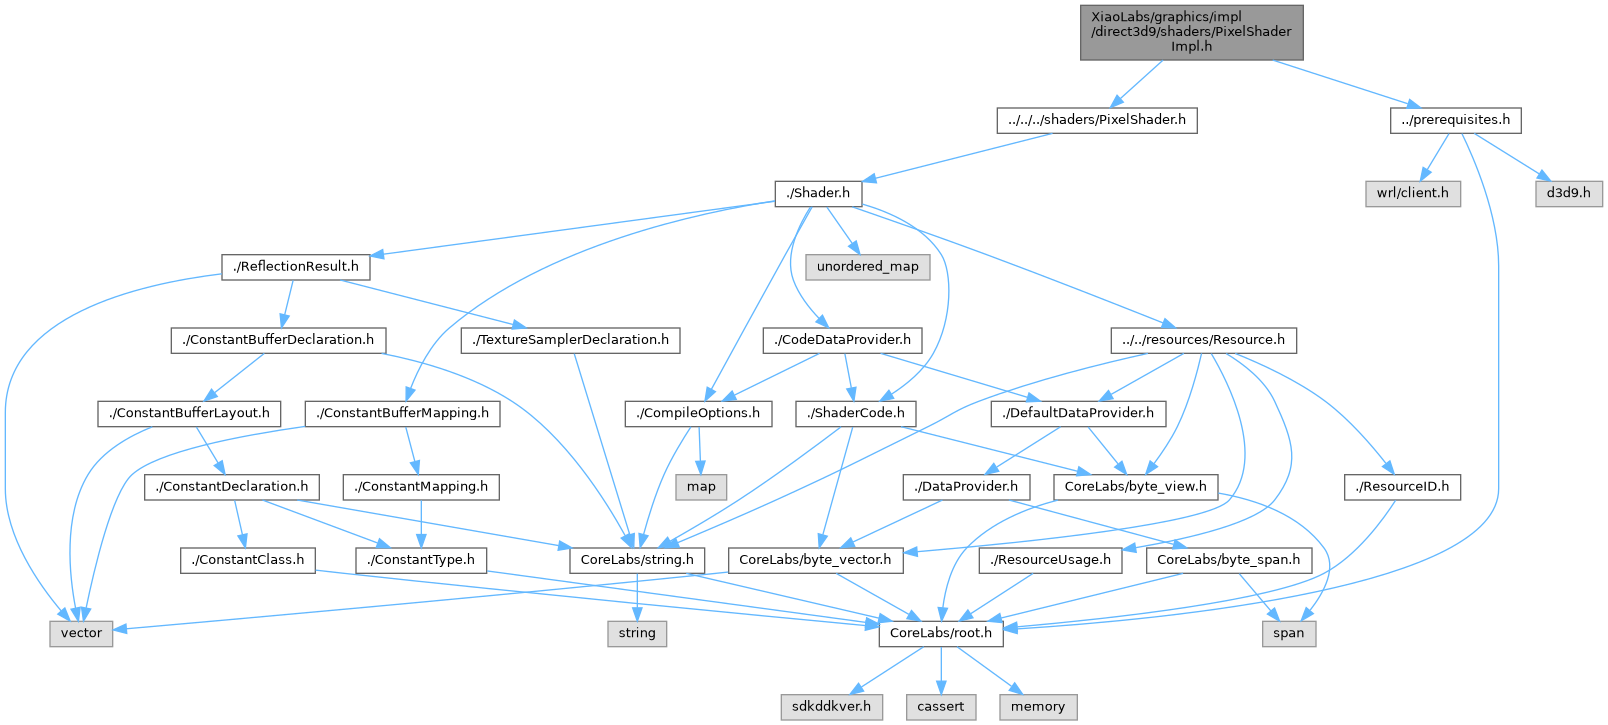 XiaoLabs/graphics/impl
/direct3d9/shaders/PixelShader
Impl.h
../../../shaders/PixelShader.h
../prerequisites.h
./Shader.h
wrl/client.h
d3d9.h
./ReflectionResult.h
unordered_map
./ConstantBufferDeclaration.h
./TextureSamplerDeclaration.h
./CodeDataProvider.h
../../resources/Resource.h
./ConstantBufferLayout.h
./ConstantBufferMapping.h
./CompileOptions.h
./ShaderCode.h
./DefaultDataProvider.h
./ConstantDeclaration.h
./ConstantMapping.h
map
./DataProvider.h
CoreLabs/byte_view.h
./ResourceID.h
./ConstantClass.h
./ConstantType.h
CoreLabs/string.h
CoreLabs/byte_vector.h
./ResourceUsage.h
CoreLabs/byte_span.h
vector
string
CoreLabs/root.h
span
sdkddkver.h
cassert
memory